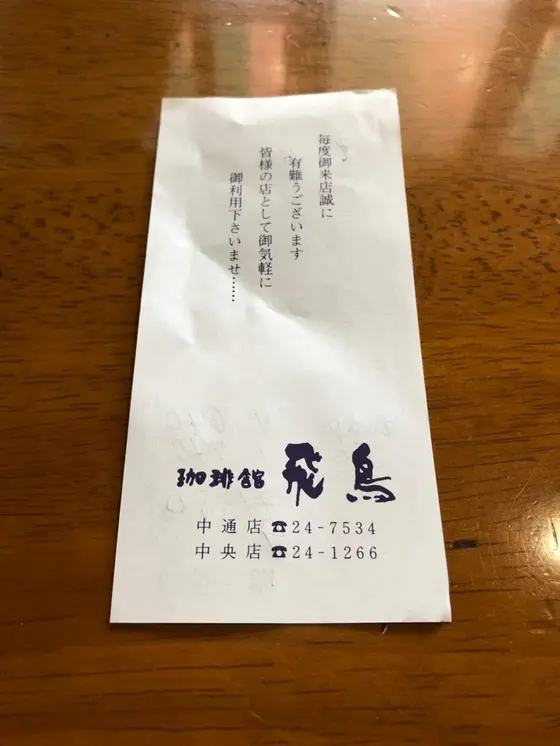 毎度御来店誠に
有難うございます
皆様の店として御気軽に
御利用下さいませ……
珈琲館 飛鳥
中通店☎24-7534
中央店☎24-1266